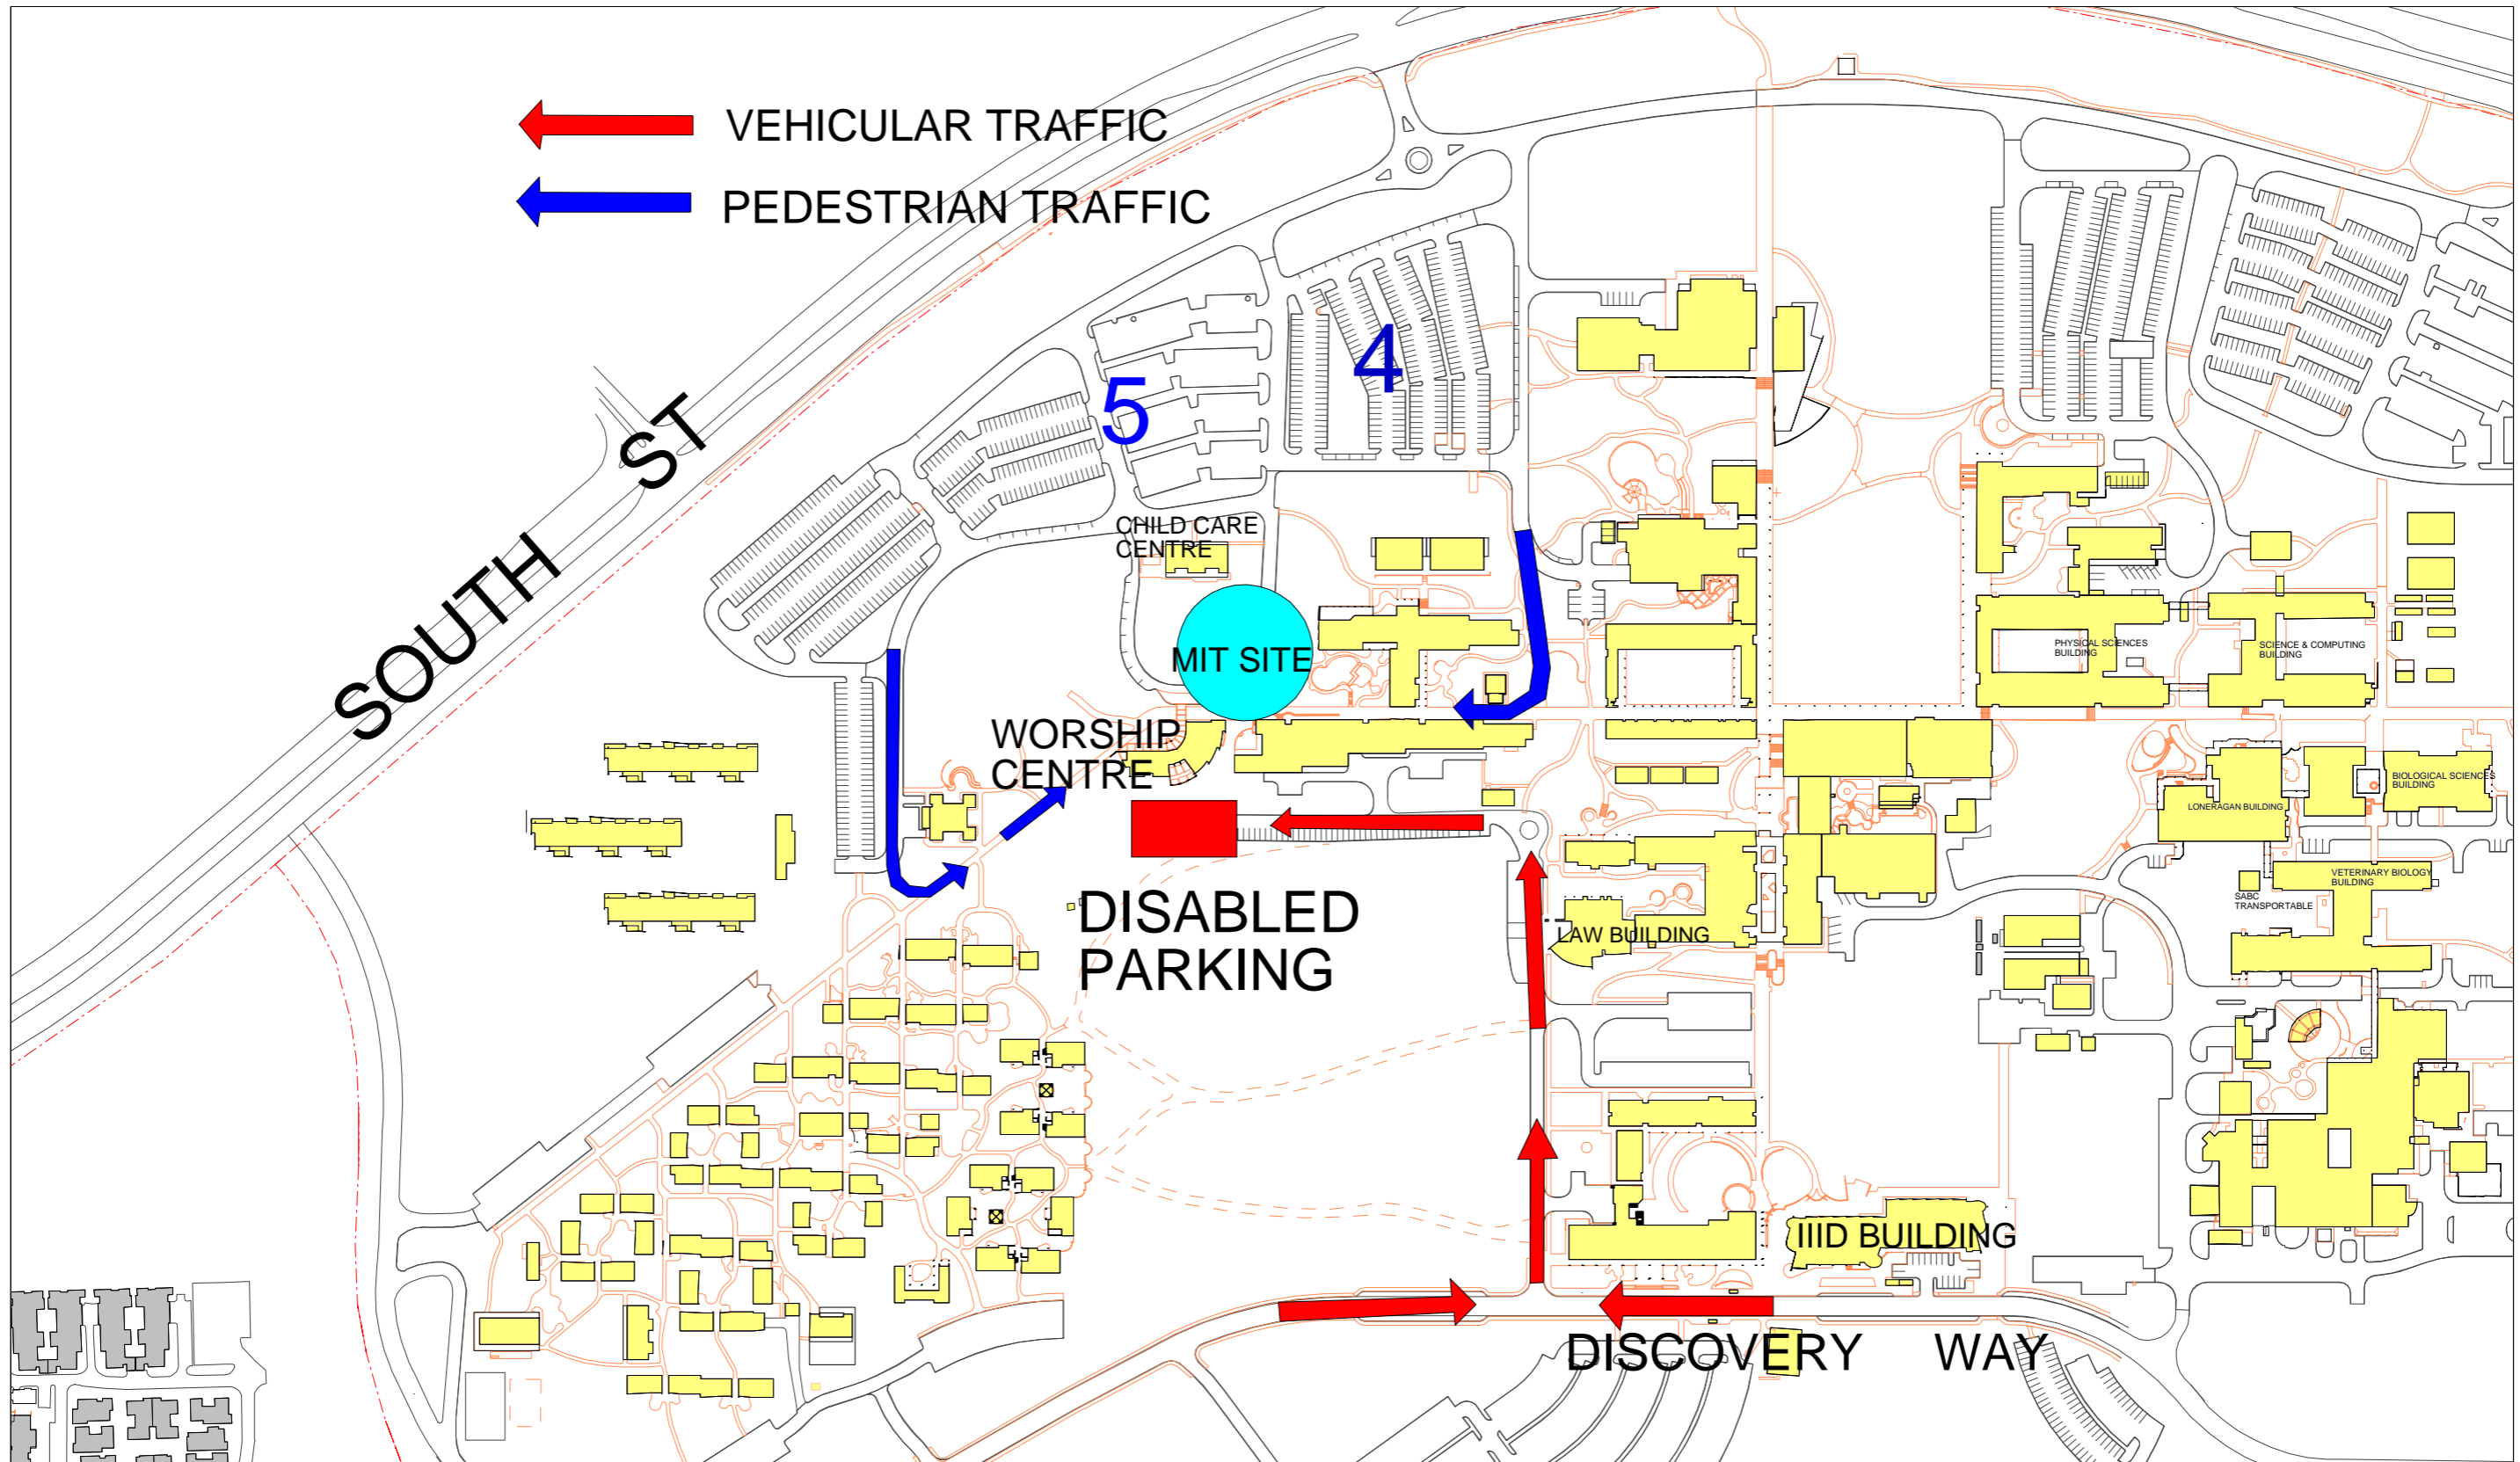 VEHICULAR TRAFFIC
PEDESTRIAN TRAFFIC
4
5
SOUTH ST
CHILD CARE
CENTRE
MIT SITE
PHYSICAL SCIENCES
BUILDING
SCIENCE & COMPUTING
BUILDING
WORSHIP
CENTRE
BIOLOGICAL SCIENCES
BUILDING
LONERAGAN BUILDING
VETERINARY BIOLOGY
BUILDING
SABC
TRANSPORTABLE
DISABLED
PARKING
LAW BUILDING
IIID BUILDING
DISCOVERY WAY